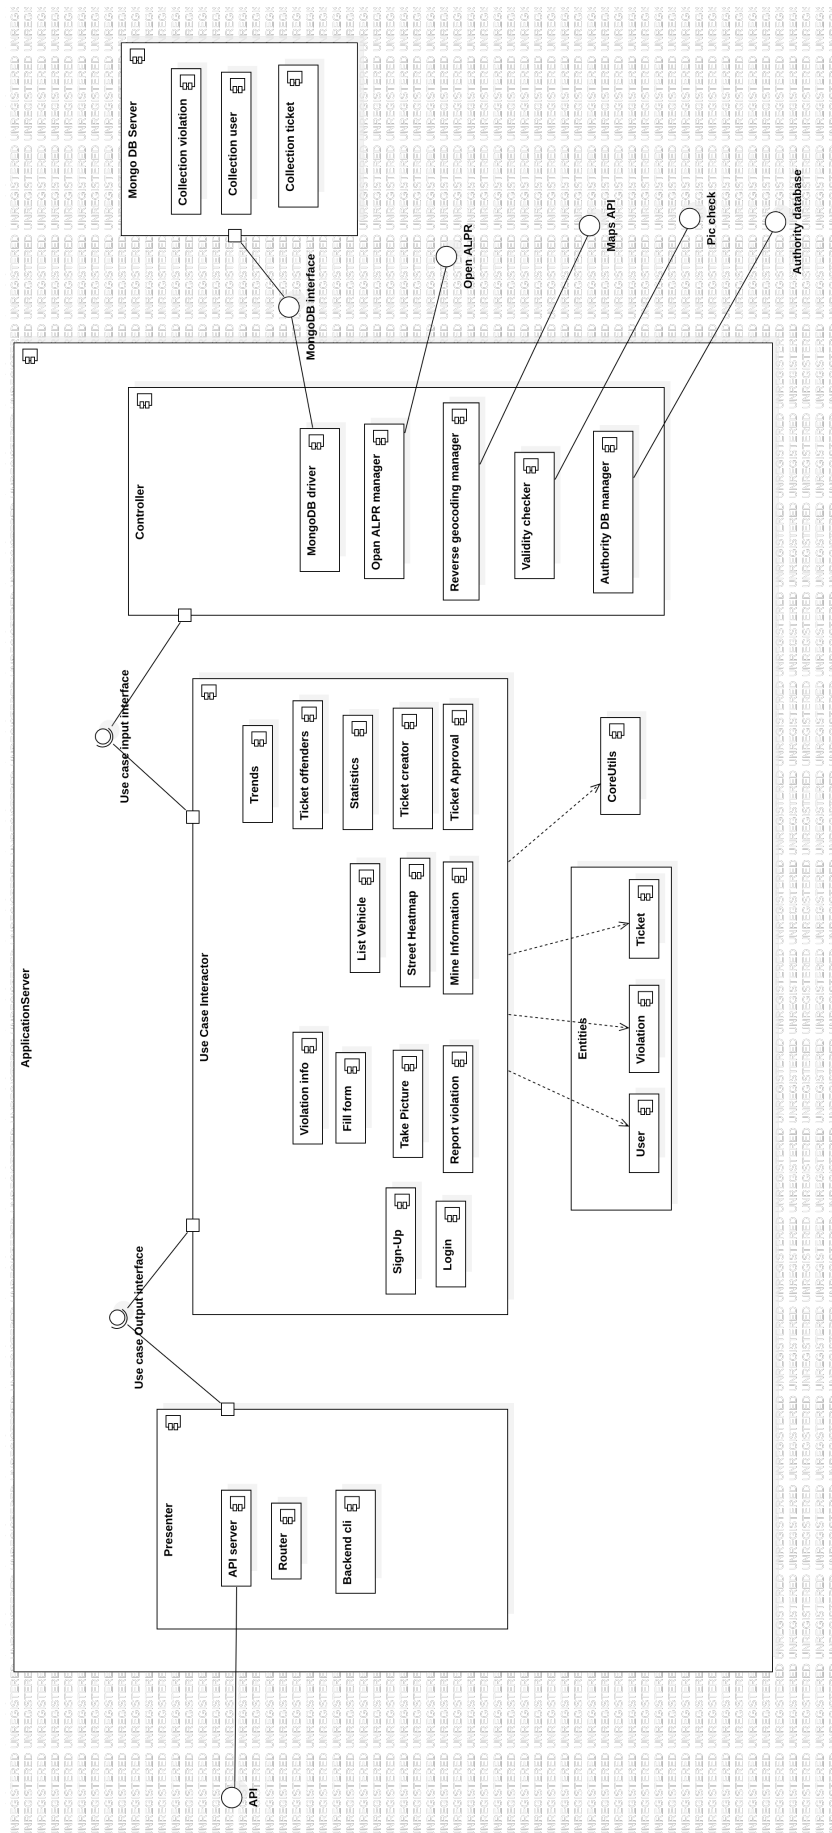 ApplicationServer
API
Presenter
API server
Router
Backend cli
Use case Output interface
Use Case Interactor
Sign-Up
Login
Violation info
Fill form
Take Picture
Report violation
List Vehicle
Street Heatmap
Mine Information
Trends
Ticket offenders
Statistics
Ticket creator
Ticket Approval
Entities
User
Violation
Ticket
CoreUtils
Use case input interface
Controller
MongoDB driver
Opan ALPR manager
Reverse geocoding manager
Validity checker
Authority DB manager
MongoDB interface
Mongo DB Server
Collection violation
Collection user
Collection ticket
Open ALPR
Maps API
Pic check
Authority database
UNREGISTERED